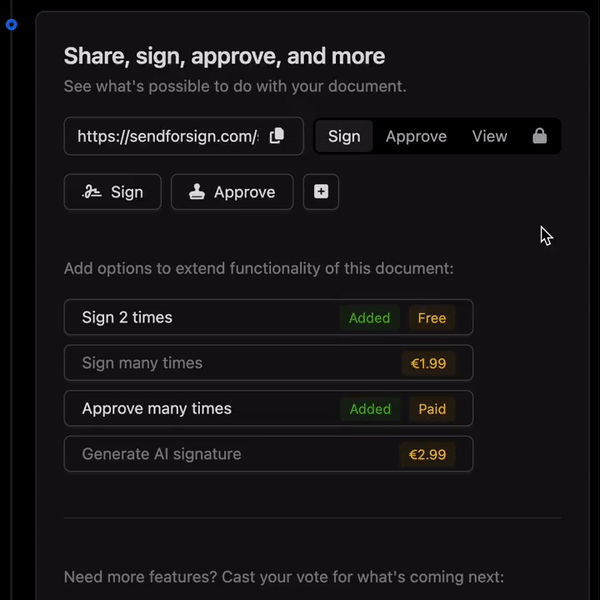 Share, sign, approve, and more
See what's possible to do with your document.
https://sendforsign.com/ Sign Approve View
Sign Approve
Add options to extend functionality of this document:
Sign 2 times Added Free
Sign many times €1.99
Approve many times Added Paid
Generate AI signature €2.99
Need more features? Cast your vote for what's coming next: